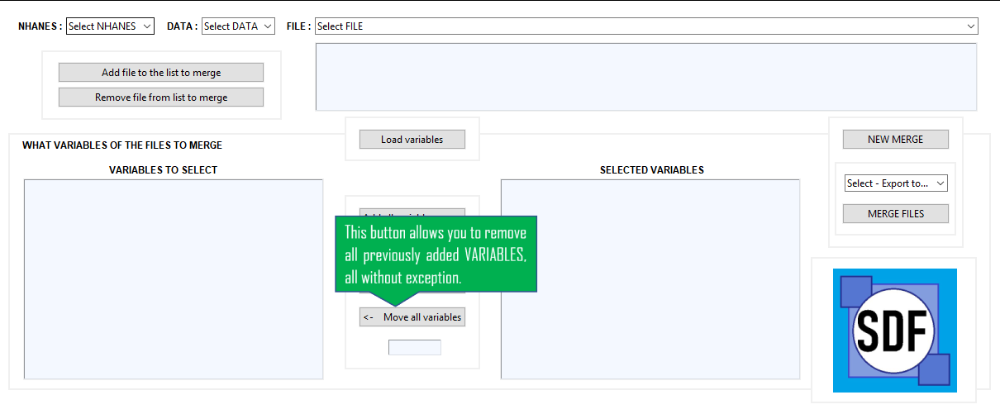 NHANES : Select NHANES DATA : Select DATA FILE : Select FILE
Add file to the list to merge
Remove file from list to merge
Load variables
NEW MERGE
WHAT VARIABLES OF THE FILES TO MERGE
VARIABLES TO SELECT
SELECTED VARIABLES
Select - Export to...
MERGE FILES
This button allows you to remove
all previously added VARIABLES,
all without exception.
<- Move all variables
SDF